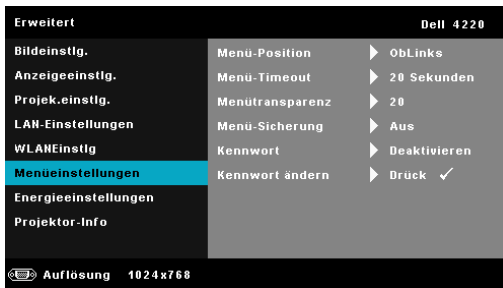 Erweitert Dell 4220
Bildeinstlg.
Anzeigeeinstlg.
Projek.einstlg.
LAN-Einstellungen
WLANEinstlg
Menüeinstellungen
Energieeinstellungen
Projektor-Info
Menü-Position ObLinks
Menü-Timeout 20 Sekunden
Menütransparenz 20
Menü-Sicherung Aus
Kennwort Deaktivieren
Kennwort ändern Drück ✓
Auflösung 1024x768